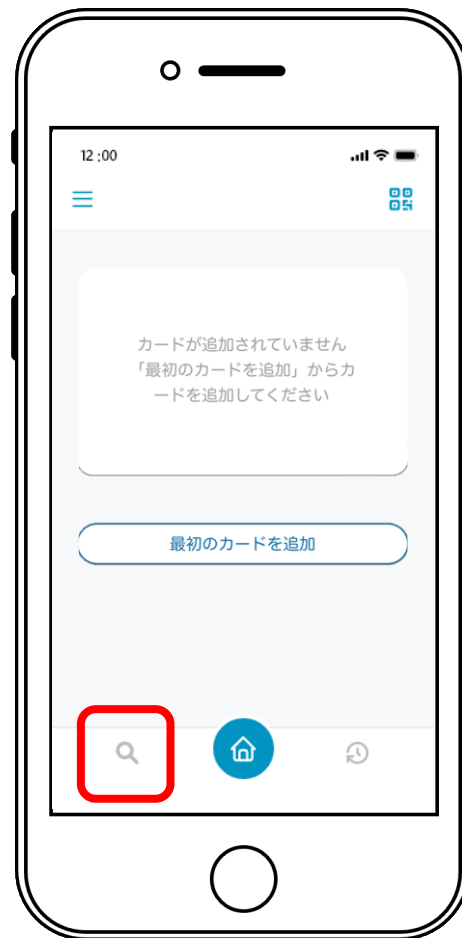 12:00
カードが追加されていません
「最初のカードを追加」からカ
ードを追加してください
最初のカードを追加